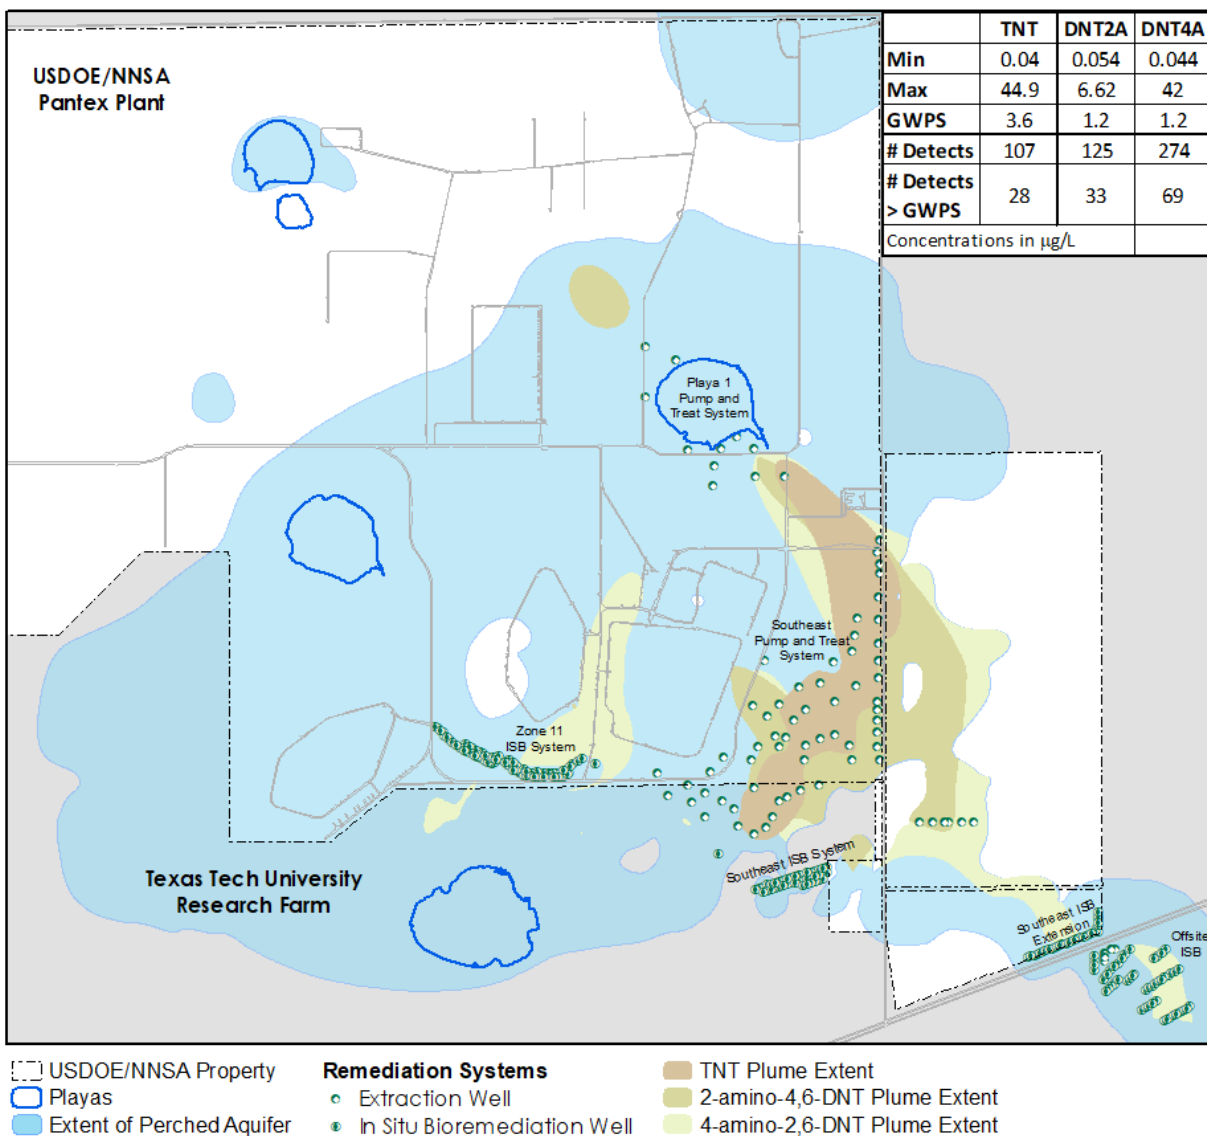 USDOE/NNSA
Pantex Plant
TNT DNT2A DNT4A
Min 0.04 0.054 0.044
Max 44.9 6.62 42
GWPS 3.6 1.2 1.2
# Detects 107 125 274
# Detects
> GWPS 28 33 69
Concentrations in µg/L
Playa 1
Pump and
Treat System
Southeast
Pump and Treat
System
Zone 11
ISB System
Southeast ISB System
Texas Tech University
Research Farm
Southeast ISB
Extension
Offsite
ISB
USDOE/NNSA Property
Playas
Extent of Perched Aquifer
Remediation Systems
Extraction Well
In Situ Bioremediation Well
TNT Plume Extent
2-amino-4,6-DNT Plume Extent
4-amino-2,6-DNT Plume Extent